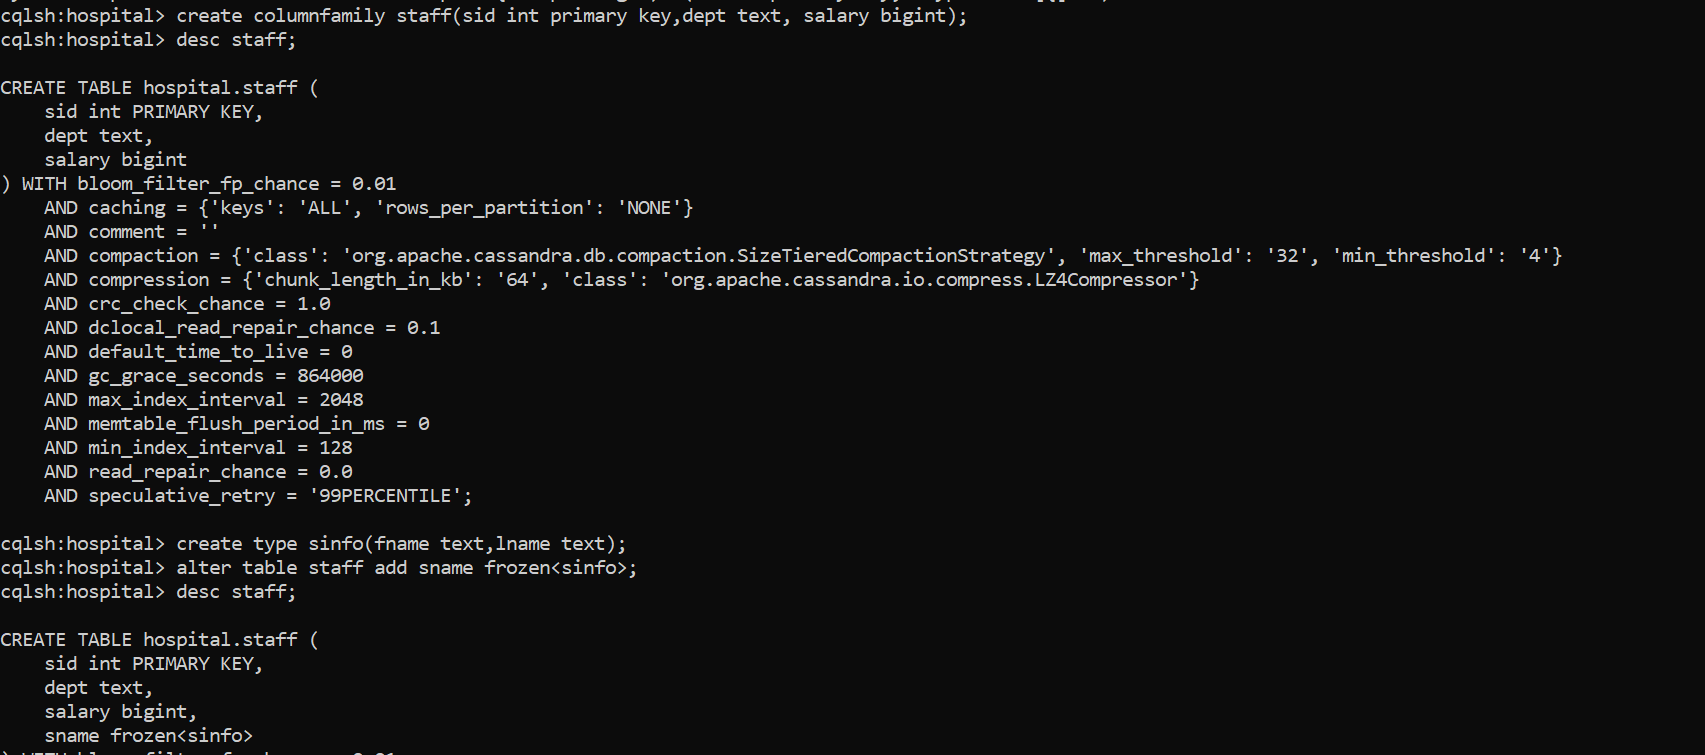 cqlsh:hospital> create columnfamily staff(sid int primary key,dept text, salary bigint);
cqlsh:hospital> desc staff;
CREATE TABLE hospital.staff (
    sid int PRIMARY KEY,
    dept text,
    salary bigint
) WITH bloom_filter_fp_chance = 0.01
    AND caching = {'keys': 'ALL', 'rows_per_partition': 'NONE'}
    AND comment = ''
    AND compaction = {'class': 'org.apache.cassandra.db.compaction.SizeTieredCompactionStrategy', 'max_threshold': '32', 'min_threshold': '4'}
    AND compression = {'chunk_length_in_kb': '64', 'class': 'org.apache.cassandra.io.compress.LZ4Compressor'}
    AND crc_check_chance = 1.0
    AND dclocal_read_repair_chance = 0.1
    AND default_time_to_live = 0
    AND gc_grace_seconds = 864000
    AND max_index_interval = 2048
    AND memtable_flush_period_in_ms = 0
    AND min_index_interval = 128
    AND read_repair_chance = 0.0
    AND speculative_retry = '99PERCENTILE';
cqlsh:hospital> create type sinfo(fname text,lname text);
cqlsh:hospital> alter table staff add sname frozen<sinfo>;
cqlsh:hospital> desc staff;
CREATE TABLE hospital.staff (
    sid int PRIMARY KEY,
    dept text,
    salary bigint,
    sname frozen<sinfo>